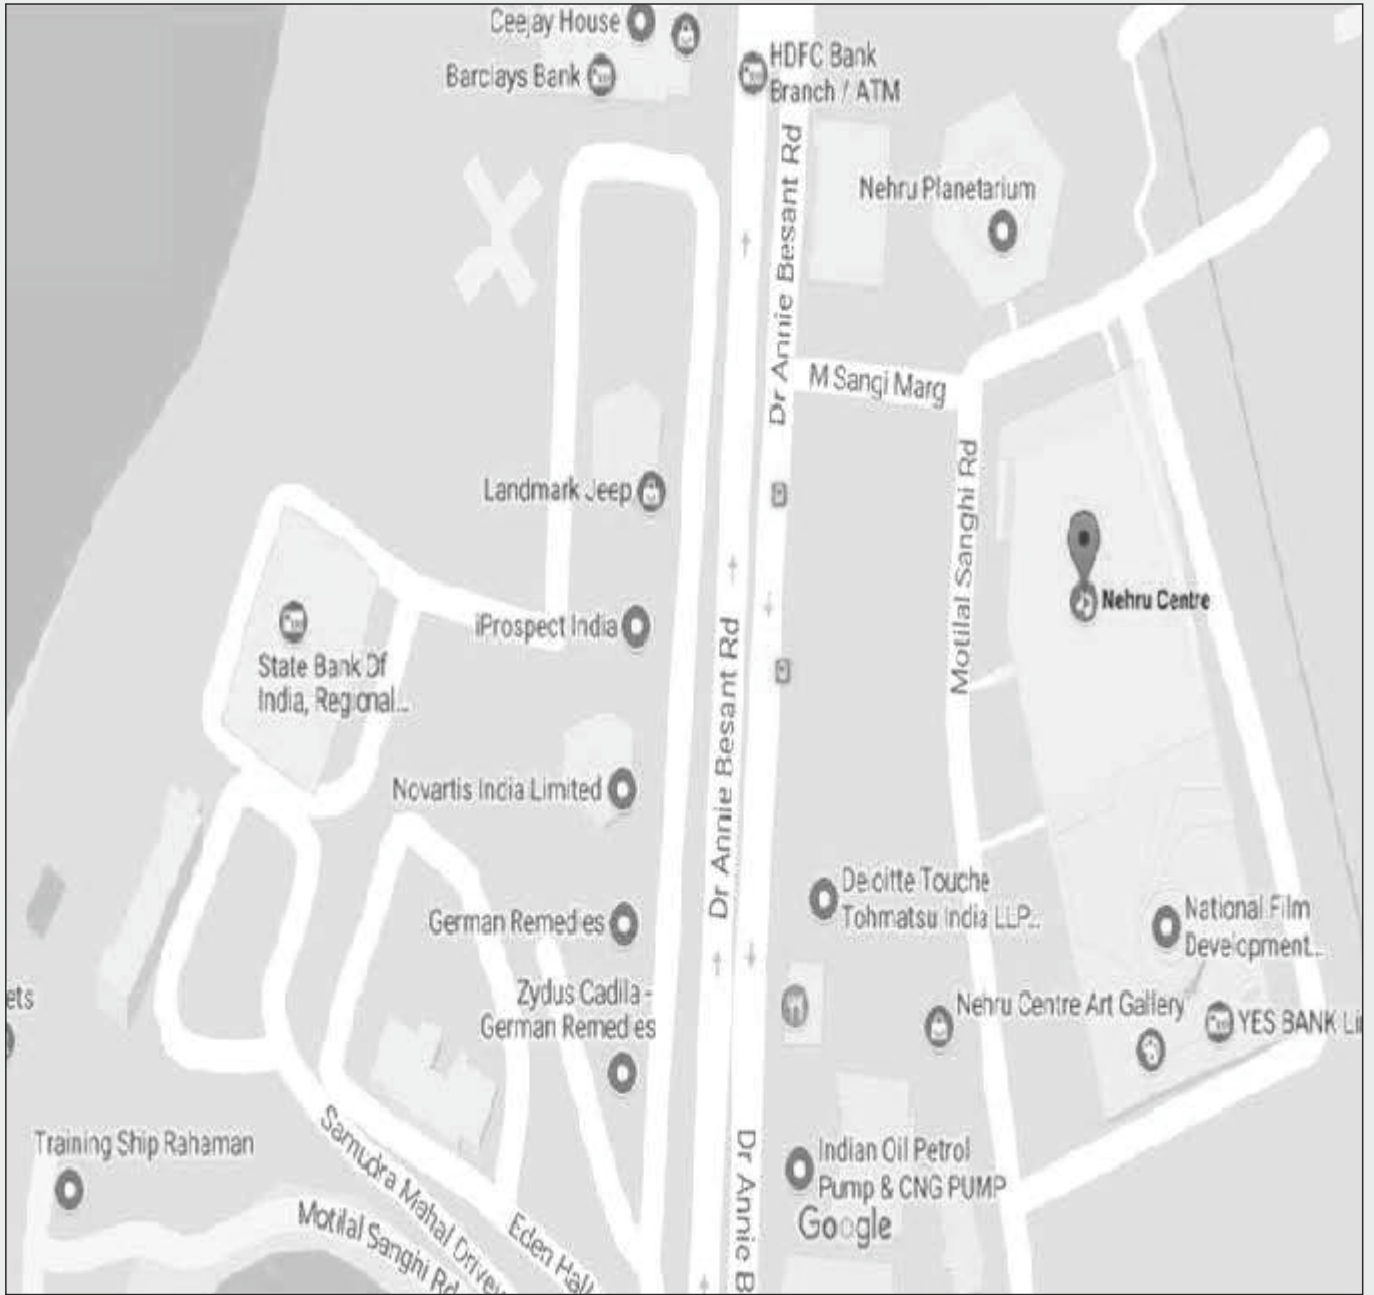 Ceejay House
Barclays Bank
HDFC Bank
Branch / ATM
Dr Annie Besant Rd
Nehru Planetarium
M Sangi Marg
Motilal Sanghi Rd
Landmark Jeep
Nehru Centre
iProspect India
State Bank Of
India, Regional...
Dr Annie Besant Rd
Novartis India Limited
Deloitte Touche
Tohmatsu India LLP...
National Film
Development...
German Remedies
Zydus Cadila -
German Remedies
ets
Nehru Centre Art Gallery
YES BANK Li
Training Ship Rahaman
Samudra Mahal Drivew
Motilal Sanghi Rd
Eden Hall
Dr Annie B
Indian Oil Petrol
Pump & CNG PUMP
Google